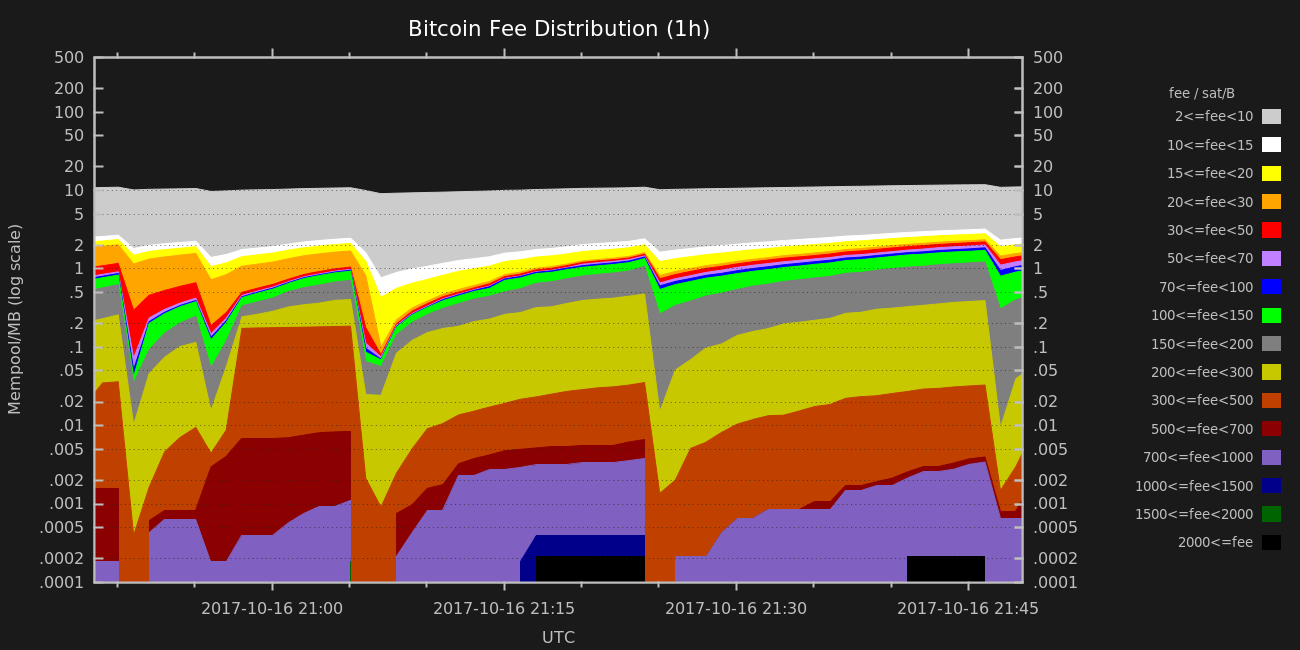 Bitcoin Fee Distribution (1h)
500
200
100
50
20
10
5
2
1
.5
.2
.1
.05
.02
.01
.005
.002
.001
.0005
.0002
.0001
Mempool/MB (log scale)
500
200
100
50
20
10
5
2
1
.5
.2
.1
.05
.02
.01
.005
.002
.001
.0005
.0002
.0001
2017-10-16 21:00
2017-10-16 21:15
2017-10-16 21:30
2017-10-16 21:45
UTC
fee / sat/B
2<=fee<10
10<=fee<15
15<=fee<20
20<=fee<30
30<=fee<50
50<=fee<70
70<=fee<100
100<=fee<150
150<=fee<200
200<=fee<300
300<=fee<500
500<=fee<700
700<=fee<1000
1000<=fee<1500
1500<=fee<2000
2000<=fee